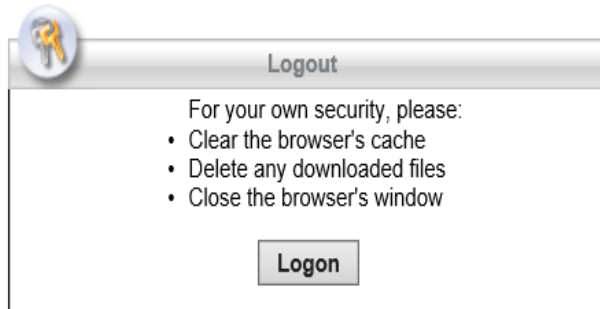 Logout
For your own security, please:
• Clear the browser's cache
• Delete any downloaded files
• Close the browser's window
Logon